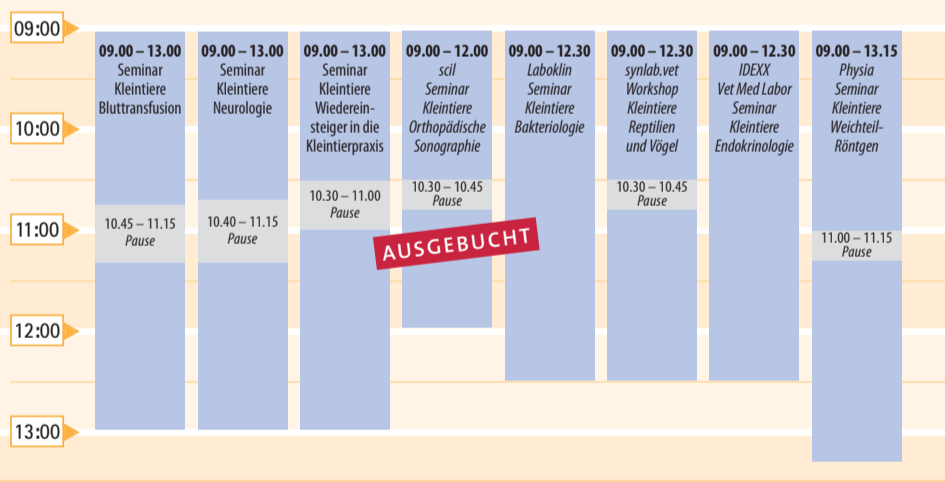 09:00
10:00
11:00
12:00
13:00
09.00 – 13.00
Seminar
Kleintiere
Bluttransfusion
10.45 – 11.15
Pause
09.00 – 13.00
Seminar
Kleintiere
Neurologie
10.40 – 11.15
Pause
09.00 – 13.00
Seminar
Kleintiere
Wiederein-
steiger in die
Kleintierpraxis
10.30 – 11.00
Pause
09.00 – 12.00
scil
Seminar
Kleintiere
Orthopädische
Sonographie
10.30 – 10.45
Pause
AUSGEBUCHT
09.00 – 12.30
Laboklin
Seminar
Kleintiere
Bakteriologie
09.00 – 12.30
synlab.vet
Workshop
Kleintiere
Reptilien
und Vögel
10.30 – 10.45
Pause
09.00 – 12.30
IDEXX
Vet Med Labor
Seminar
Kleintiere
Endokrinologie
09.00 – 13.15
Physia
Seminar
Kleintiere
Weichteil-
Röntgen
11.00 – 11.15
Pause